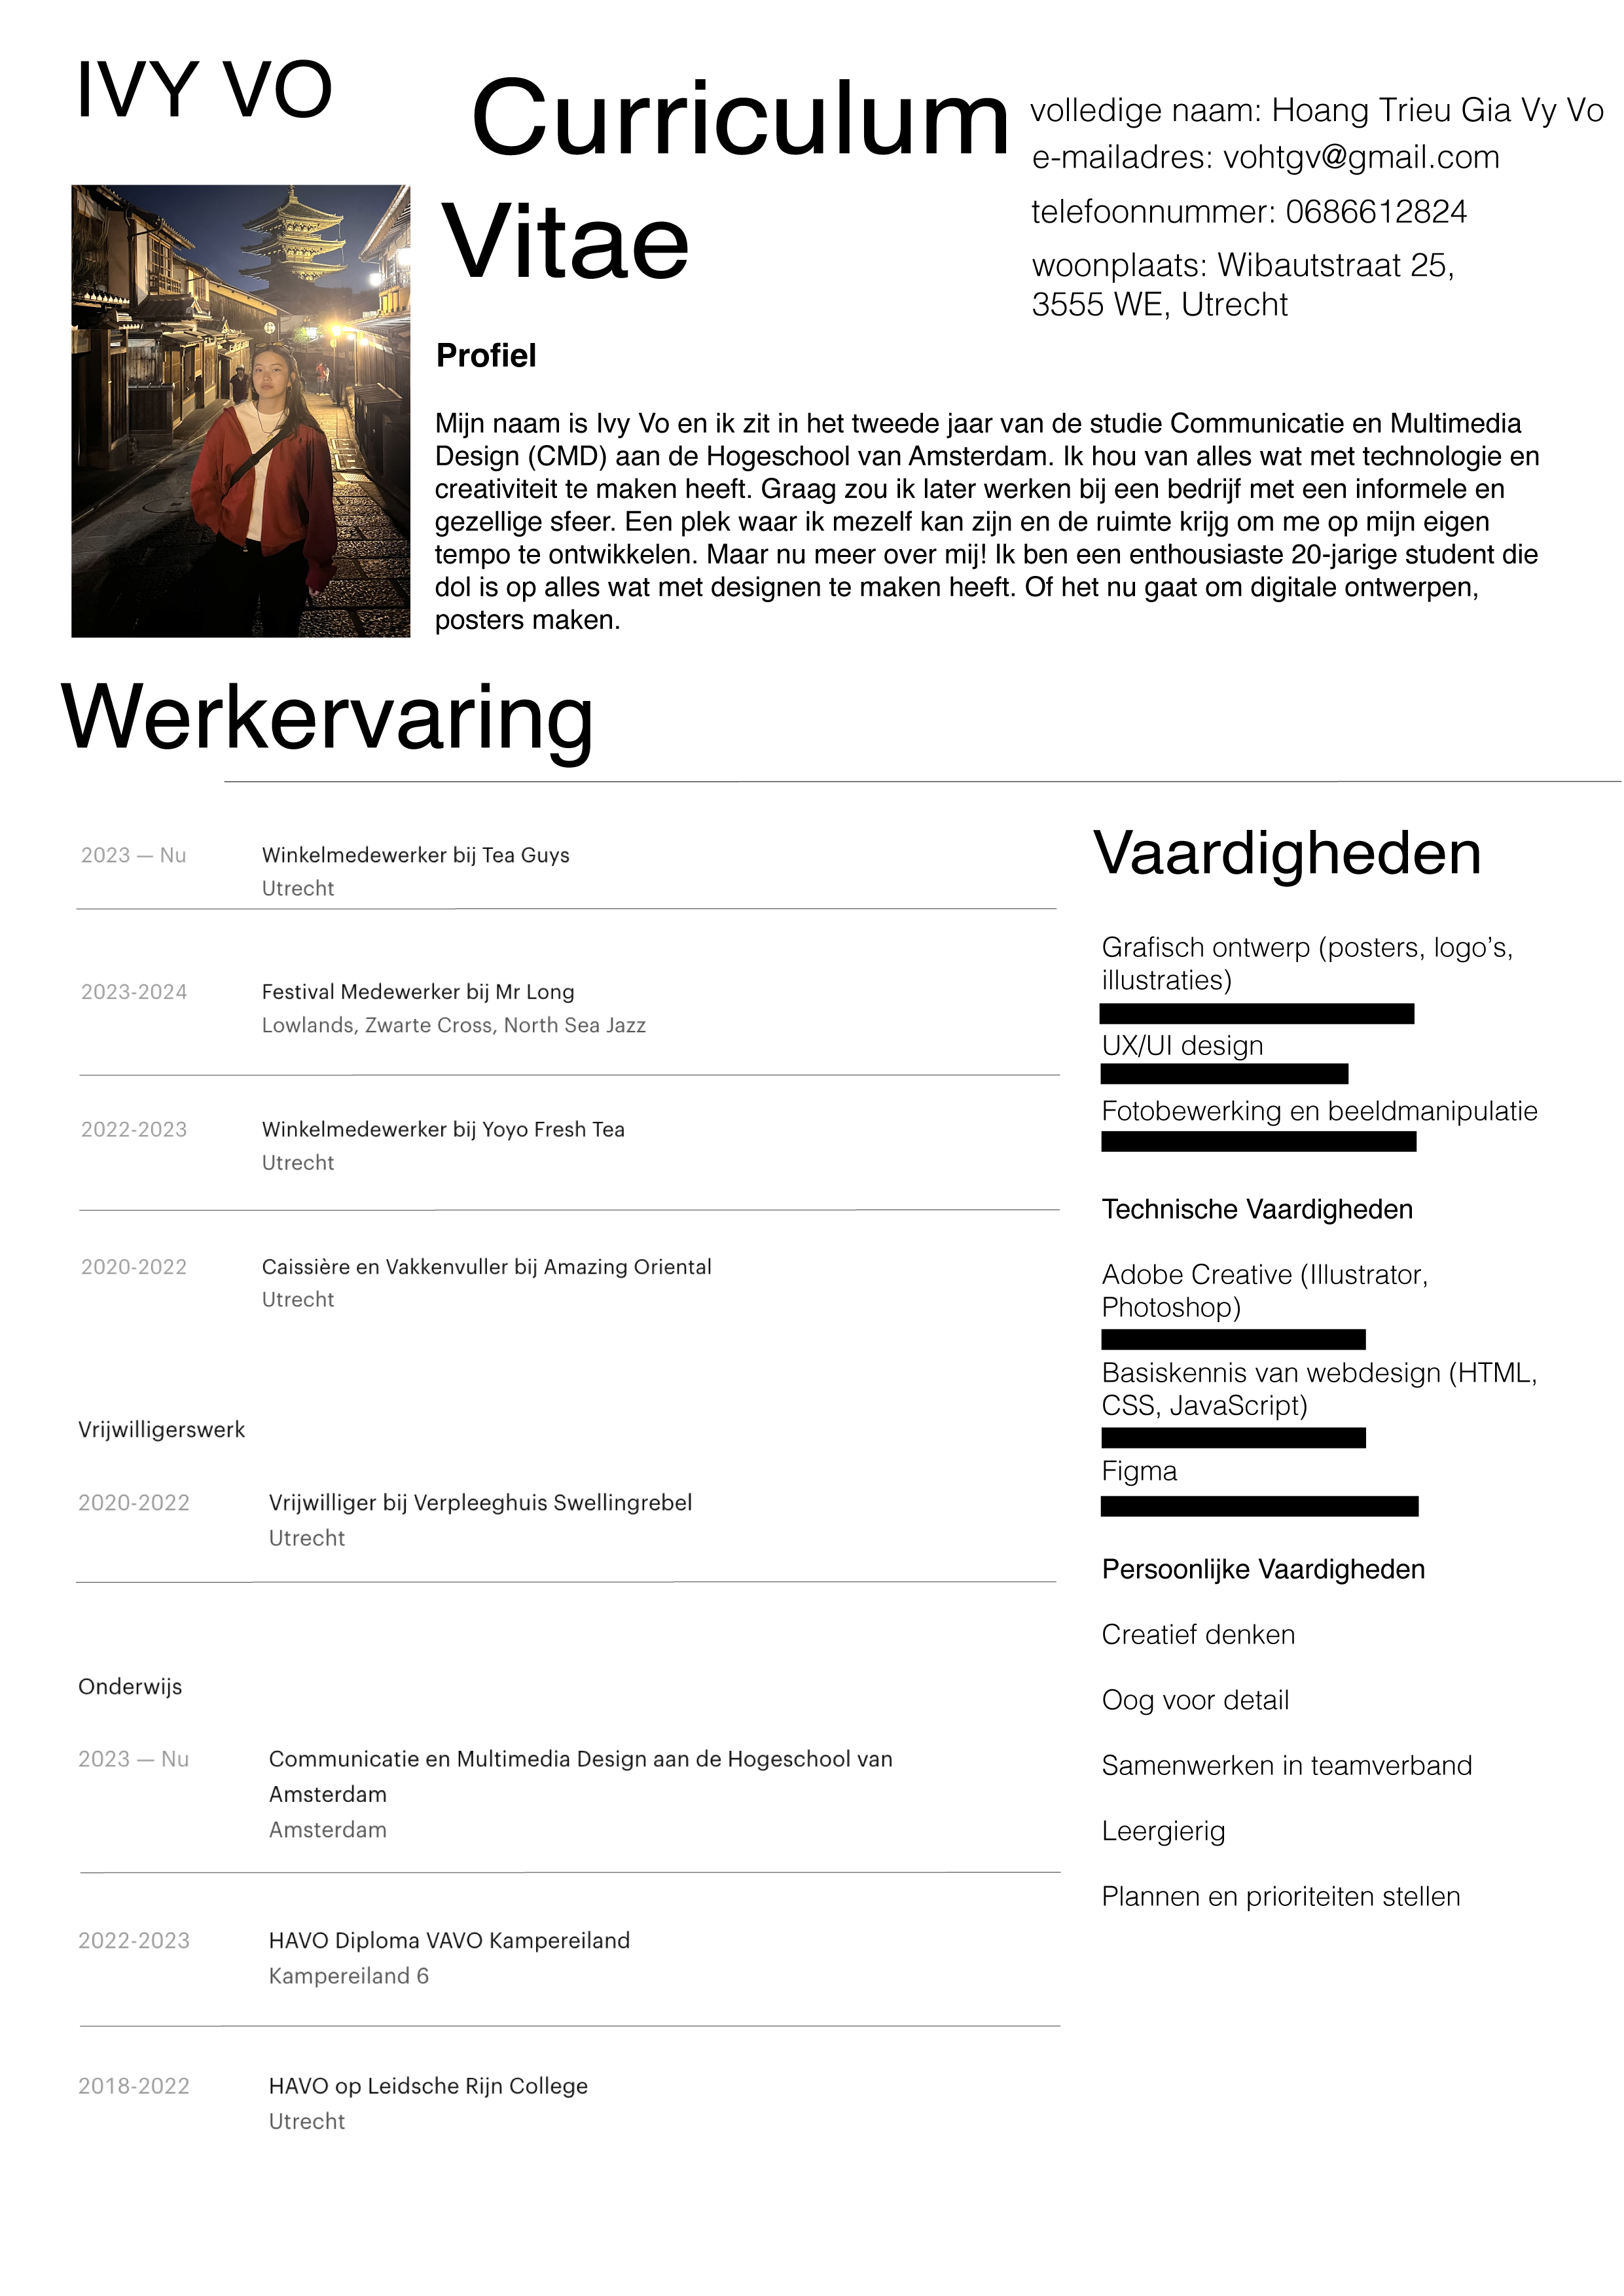 IVY VO
Curriculum
Vitae
volledige naam: Hoang Trieu Gia Vy Vo
e-mailadres: vohtgv@gmail.com
telefoonnummer: 0686612824
woonplaats: Wibautstraat 25,
3555 WE, Utrecht
Profiel
Mijn naam is Ivy Vo en ik zit in het tweede jaar van de studie Communicatie en Multimedia
Design (CMD) aan de Hogeschool van Amsterdam. Ik hou van alles wat met technologie en
creativiteit te maken heeft. Graag zou ik later werken bij een bedrijf met een informele en
gezellige sfeer. Een plek waar ik mezelf kan zijn en de ruimte krijg om me op mijn eigen
tempo te ontwikkelen. Maar nu meer over mij! Ik ben een enthousiaste 20-jarige student die
dol is op alles wat met designen te maken heeft. Of het nu gaat om digitale ontwerpen,
posters maken.
Werkervaring
2023 — Nu
Winkelmedewerker bij Tea Guys
Utrecht
2023-2024
Festival Medewerker bij Mr Long
Lowlands, Zwarte Cross, North Sea Jazz
2022-2023
Winkelmedewerker bij Yoyo Fresh Tea
Utrecht
2020-2022
Caissière en Vakkenvuller bij Amazing Oriental
Utrecht
Vrijwilligerswerk
2020-2022
Vrijwilliger bij Verpleeghuis Swellingrebel
Utrecht
Onderwijs
2023 — Nu
Communicatie en Multimedia Design aan de Hogeschool van
Amsterdam
Amsterdam
2022-2023
HAVO Diploma VAVO Kampereiland
Kampereiland 6
2018-2022
HAVO op Leidsche Rijn College
Utrecht
Vaardigheden
Grafisch ontwerp (posters, logo’s,
illustraties)
UX/UI design
Fotobewerking en beeldmanipulatie
Technische Vaardigheden
Adobe Creative (Illustrator,
Photoshop)
Basiskennis van webdesign (HTML,
CSS, JavaScript)
Figma
Persoonlijke Vaardigheden
Creatief denken
Oog voor detail
Samenwerken in teamverband
Leergierig
Plannen en prioriteiten stellen